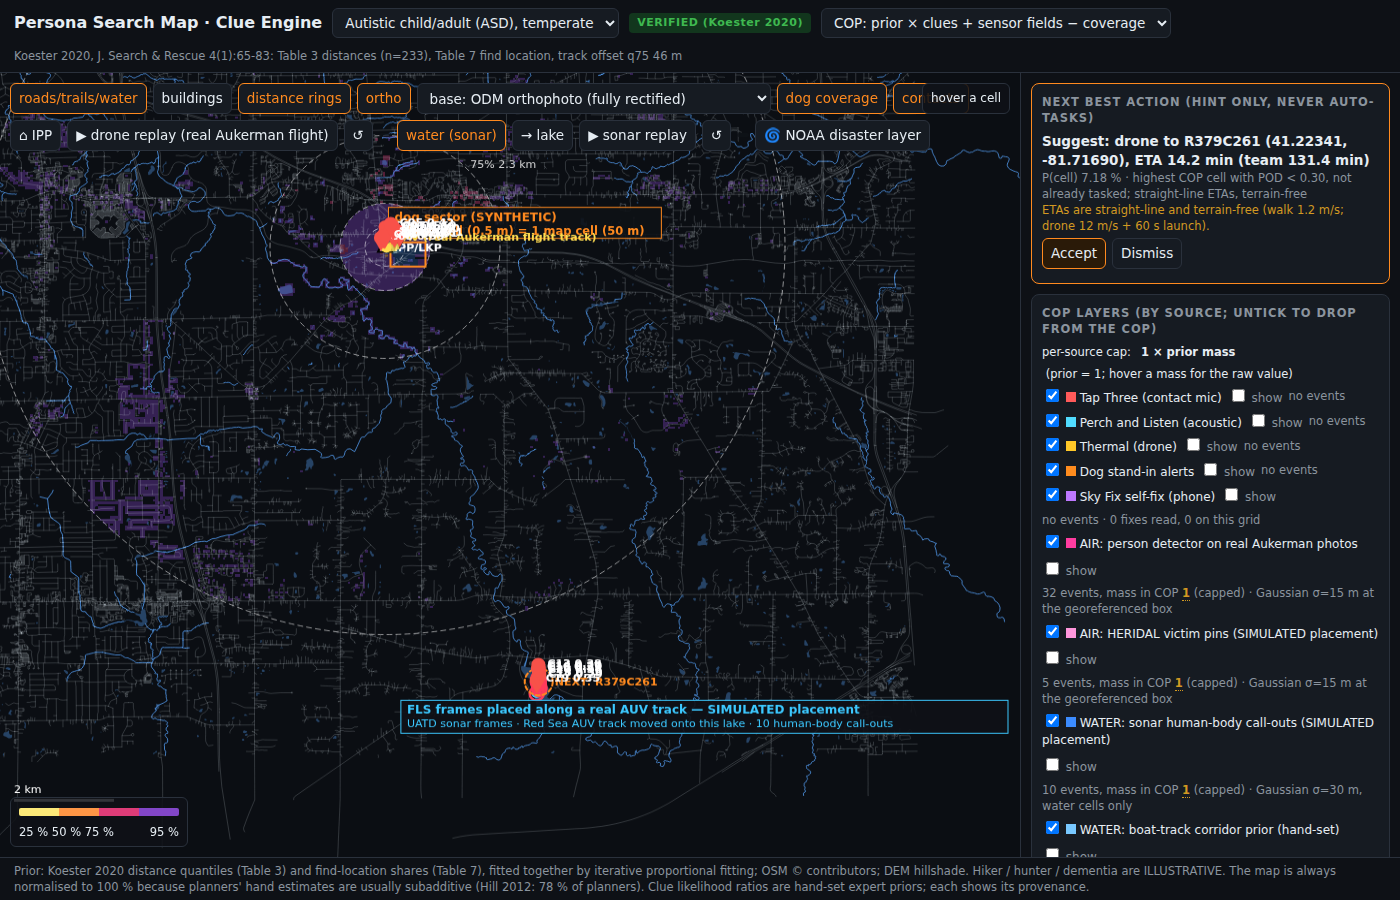 Persona Search Map · Clue Engine
Autistic child/adult (ASD), temperate
VERIFIED (Koester 2020)
COP: prior × clues + sensor fields − coverage
Koester 2020, J. Search & Rescue 4(1):65-83: Table 3 distances (n=233), Table 7 find location, track offset q75 46 m
roads/trails/water
buildings
distance rings
ortho
base: ODM orthophoto (fully rectified)
dog coverage
hover a cell
⌂ IPP
▶ drone replay (real Aukerman flight)
↺
water (sonar)
→ lake
▶ sonar replay
↺
🌀 NOAA disaster layer
75% 2.3 km
dog sector (SYNTHETIC)
(0.5 m) = 1 map cell (50 m)
Aukerman flight track)
IPP/LKP
NEXT: R379C261
FLS frames placed along a real AUV track — SIMULATED placement
UATD sonar frames · Red Sea AUV track moved onto this lake · 10 human-body call-outs
2 km
25 % 50 % 75 % 95 %
NEXT BEST ACTION (HINT ONLY, NEVER AUTO-
TASKS)
Suggest: drone to R379C261 (41.22341,
-81.71690), ETA 14.2 min (team 131.4 min)
P(cell) 7.18 % · highest COP cell with POD < 0.30, not
already tasked; straight-line ETAs, terrain-free
ETAs are straight-line and terrain-free (walk 1.2 m/s;
drone 12 m/s + 60 s launch).
Accept
Dismiss
COP LAYERS (BY SOURCE; UNTICK TO DROP
FROM THE COP)
per-source cap: 1 × prior mass
(prior = 1; hover a mass for the raw value)
Tap Three (contact mic) show no events
Perch and Listen (acoustic) show no events
Thermal (drone) show no events
Dog stand-in alerts show no events
Sky Fix self-fix (phone) show
no events · 0 fixes read, 0 on this grid
AIR: person detector on real Aukerman photos
show
32 events, mass in COP 1 (capped) · Gaussian σ=15 m at
the georeferenced box
AIR: HERIDAL victim pins (SIMULATED placement)
show
5 events, mass in COP 1 (capped) · Gaussian σ=15 m at
the georeferenced box
WATER: sonar human-body call-outs (SIMULATED
placement)
show
10 events, mass in COP 1 (capped) · Gaussian σ=30 m,
water cells only
WATER: boat-track corridor prior (hand-set)
show
Prior: Koester 2020 distance quantiles (Table 3) and find-location shares (Table 7), fitted together by iterative proportional fitting; OSM © contributors; DEM hillshade. Hiker / hunter / dementia are ILLUSTRATIVE. The map is always
normalised to 100 % because planners' hand estimates are usually subadditive (Hill 2012: 78 % of planners). Clue likelihood ratios are hand-set expert priors; each shows its provenance.